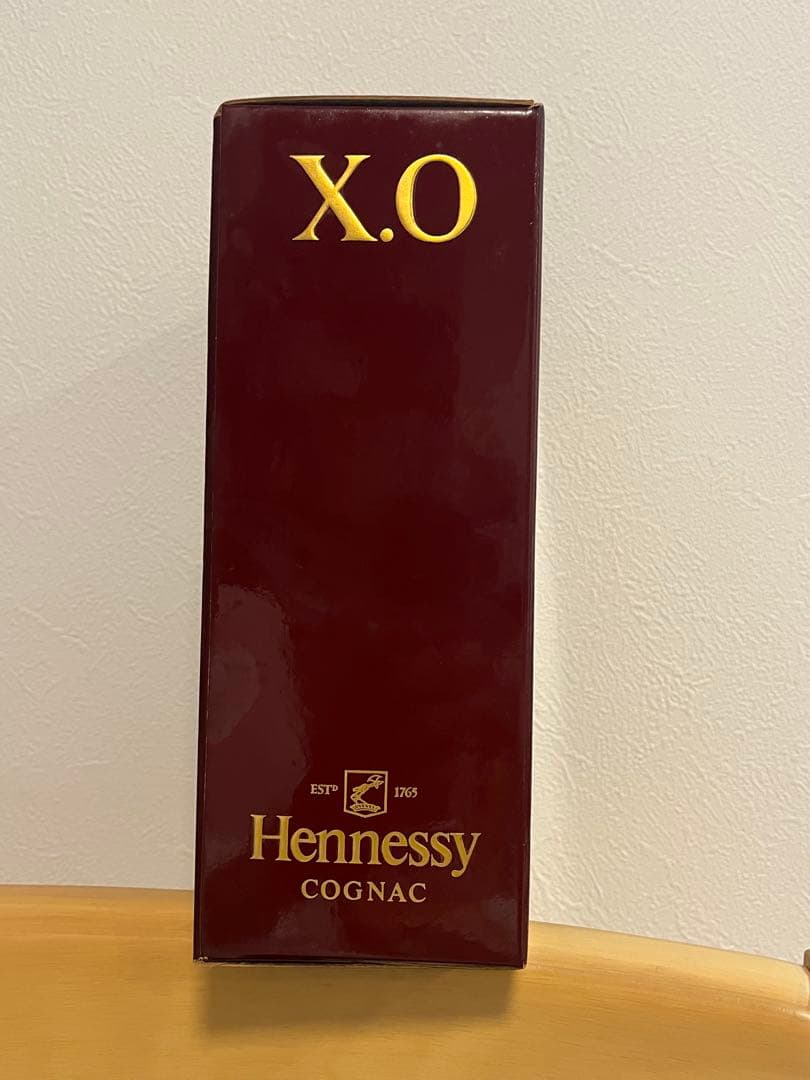 X.O
ESTD 1765
Hennessy
COGNAC